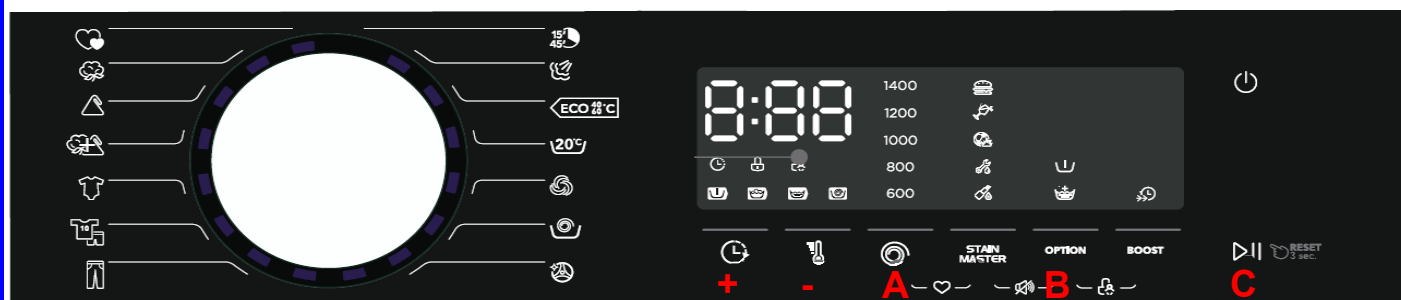 15'
45'
ECO 40°C
60°C
20°C
10
8:88
1400
1200
1000
800
600
STAIN
MASTER
OPTION
BOOST
RESET
3 sec.
+
-
A
B
C